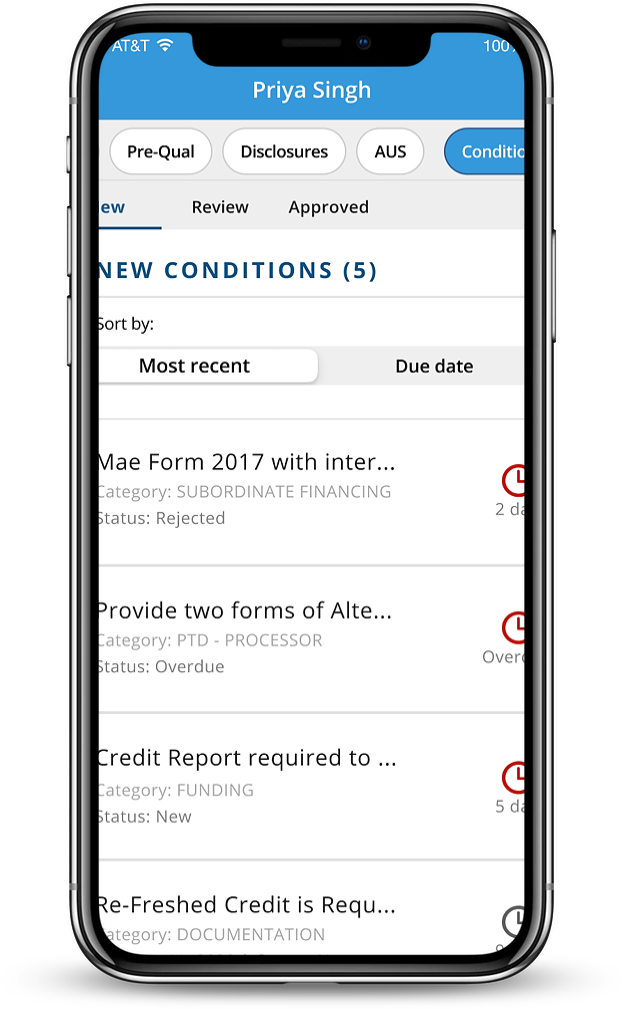 AT&T 100
Priya Singh
Pre-Qual Disclosures AUS Conditio
ew Review Approved
NEW CONDITIONS (5)
Sort by:
Most recent Due date
Mae Form 2017 with inter...
Category: SUBORDINATE FINANCING
Status: Rejected
2 da
Provide two forms of Alte...
Category: PTD - PROCESSOR
Status: Overdue
Overd
Credit Report required to ...
Category: FUNDING
Status: New
5 da
Re-Freshed Credit is Requ...
Category: DOCUMENTATION